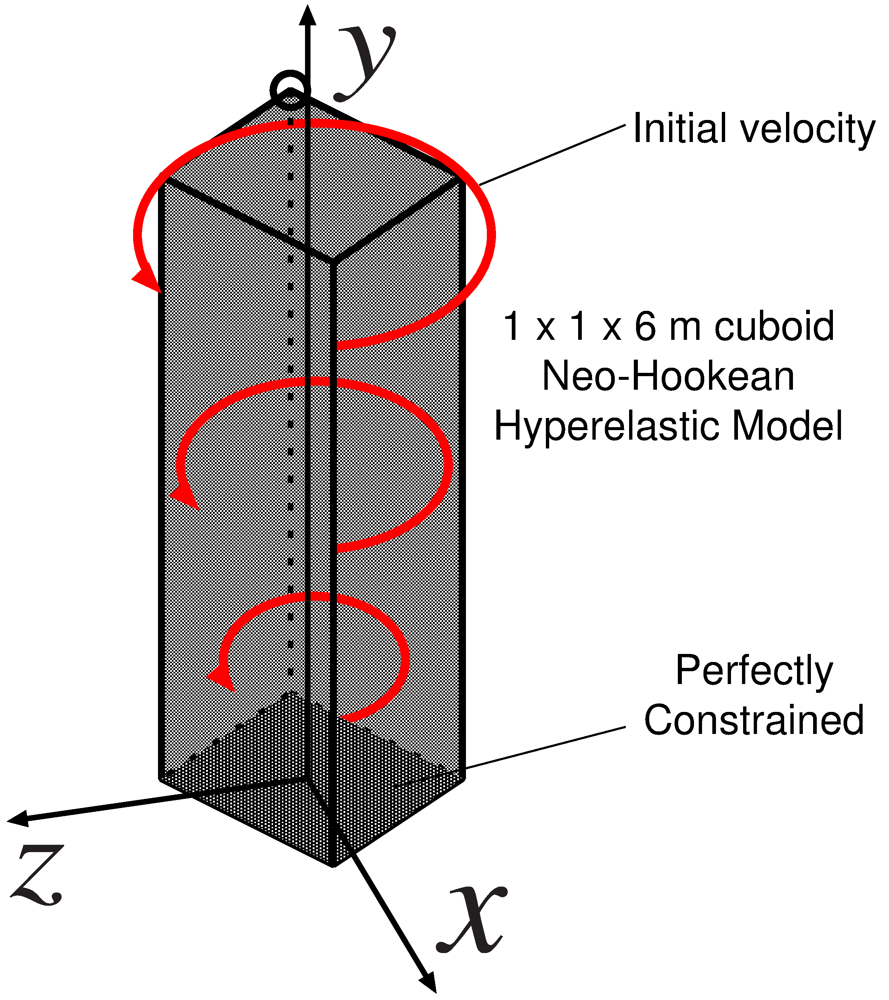 y
Initial velocity
1 x 1 x 6 m cuboid
Neo-Hookean
Hyperelastic Model
Perfectly
Constrained
z
x